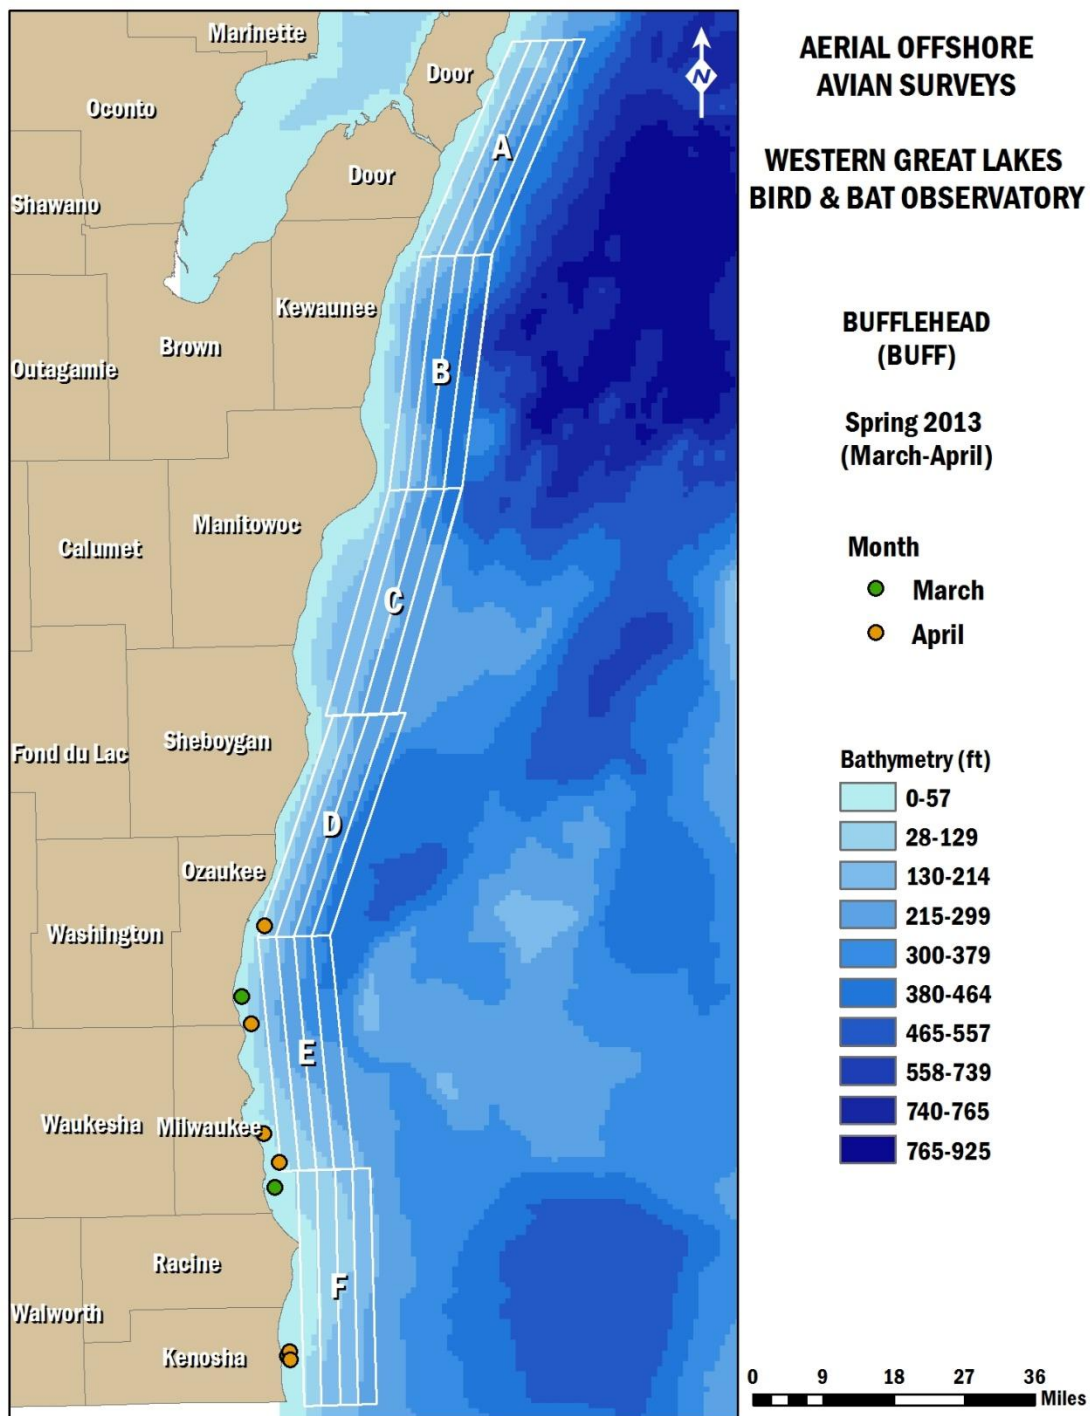 Marinette
Door
Oconto
Door
Shawano
Kewaunee
Brown
Outagamie
Manitowoc
Calumet
Sheboygan
Fond du Lac
Ozaukee
Washington
Waukesha
Milwaukee
Racine
Walworth
Kenosha
A
B
C
D
E
F
N
AERIAL OFFSHORE
AVIAN SURVEYS
WESTERN GREAT LAKES
BIRD & BAT OBSERVATORY
BUFFLEHEAD
(BUFF)
Spring 2013
(March-April)
Month
March
April
Bathymetry (ft)
0-57
28-129
130-214
215-299
300-379
380-464
465-557
558-739
740-765
765-925
0 9 18 27 36
Miles